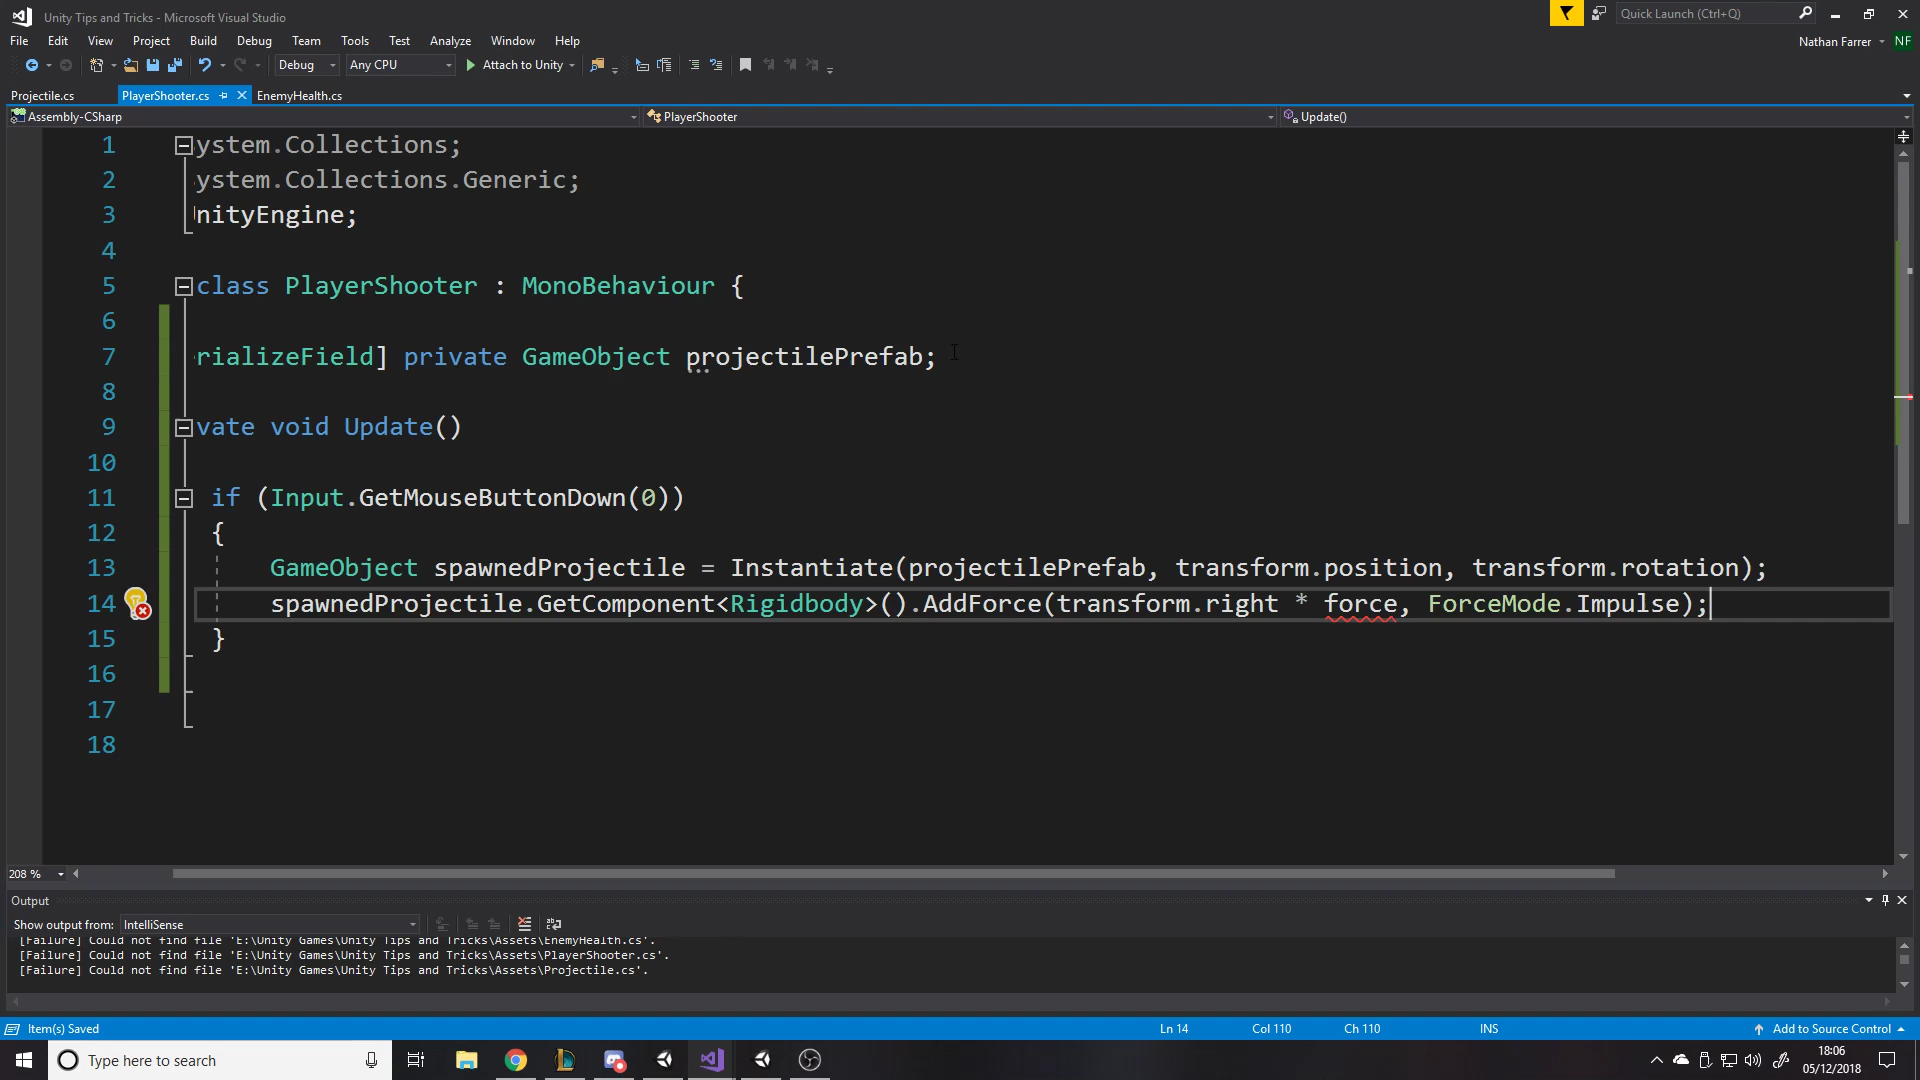 Unity Tips and Tricks - Microsoft Visual Studio
Quick Launch (Ctrl+Q)
File Edit View Project Build Debug Team Tools Test Analyze Window Help
Nathan Farrer NF
Debug Any CPU Attach to Unity
Projectile.cs PlayerShooter.cs EnemyHealth.cs
Assembly-CSharp PlayerShooter Update()
1 ystem.Collections;
2 ystem.Collections.Generic;
3 nityEngine;
4
5 class PlayerShooter : MonoBehaviour {
6
7 rializeField] private GameObject projectilePrefab;
8
9 vate void Update()
10
11 if (Input.GetMouseButtonDown(0))
12 {
13 GameObject spawnedProjectile = Instantiate(projectilePrefab, transform.position, transform.rotation);
14 spawnedProjectile.GetComponent<Rigidbody>().AddForce(transform.right * force, ForceMode.Impulse);
15 }
16
17
18
208 %
Output
Show output from: IntelliSense
[Failure] Could not find file 'E:\Unity Games\Unity Tips and Tricks\Assets\EnemyHealth.cs'.
[Failure] Could not find file 'E:\Unity Games\Unity Tips and Tricks\Assets\PlayerShooter.cs'.
[Failure] Could not find file 'E:\Unity Games\Unity Tips and Tricks\Assets\Projectile.cs'.
Item(s) Saved Ln 14 Col 110 Ch 110 INS Add to Source Control
Type here to search
18:06
05/12/2018